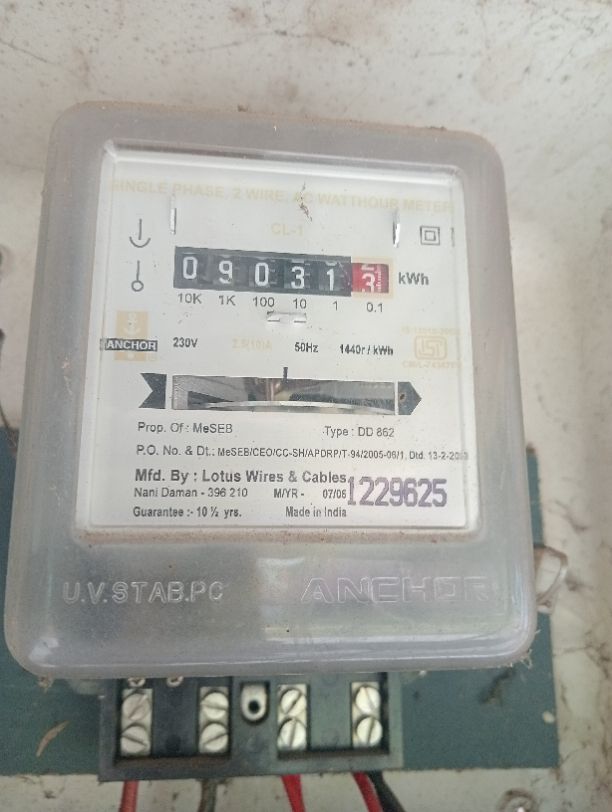 SINGLE PHASE, 2 WIRE, AC WATTHOUR METER
CL-1
0 9 0 3 1 3 kWh
10K 1K 100 10 1 0.1
ANCHOR 230V 50Hz 1440r / kWh
ISI
Prop. Of : MeSEB Type : DD 862
P.O. No. & Dt.: MeSEB/CEO/CC-SH/APDRP/T-94/2005-06/1, Dtd.
Mfd. By : Lotus Wires & Cables
Nani Daman - 396 210 M/YR - 07/06 1229625
Guarantee :- 10 ½ yrs. Made in India
U.V.STAB.PC ANCHOR